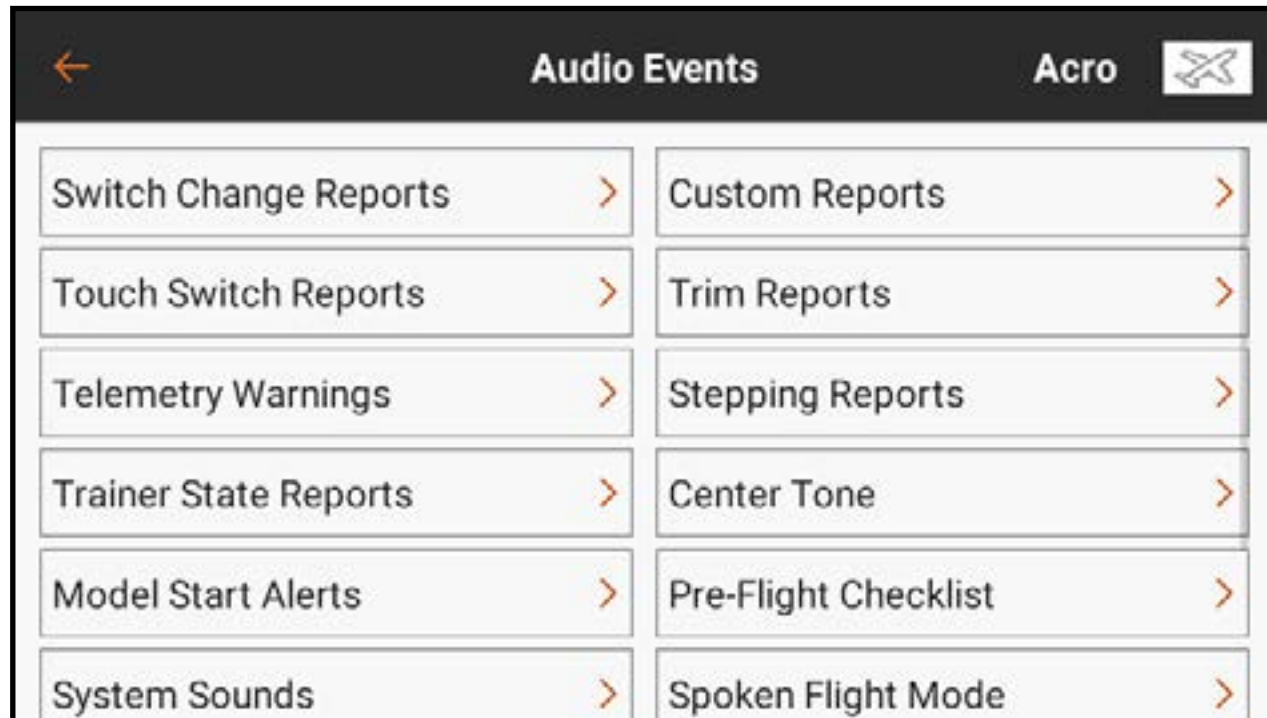 Audio Events
Acro
Switch Change Reports
Custom Reports
Touch Switch Reports
Trim Reports
Telemetry Warnings
Stepping Reports
Trainer State Reports
Center Tone
Model Start Alerts
Pre-Flight Checklist
System Sounds
Spoken Flight Mode